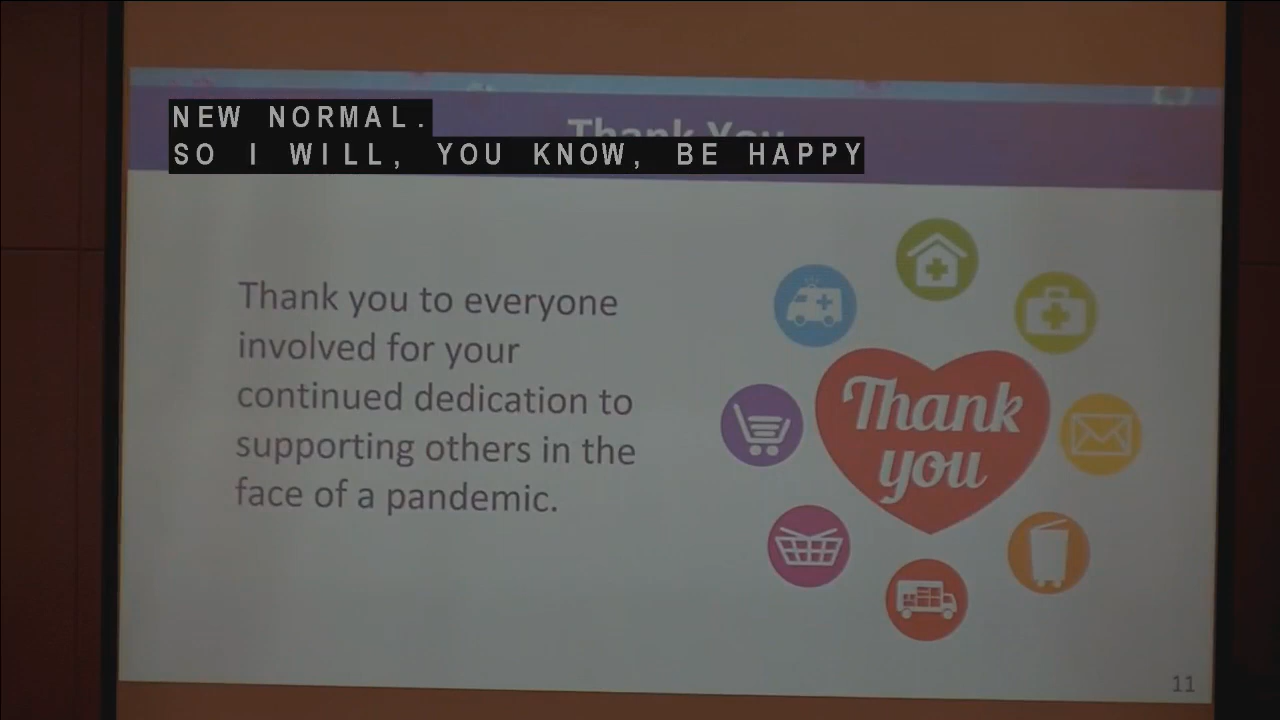 NEW NORMAL.
SO I WILL, YOU KNOW, BE HAPPY
Thank You
Thank you to everyone
involved for your
continued dedication to
supporting others in the
face of a pandemic.
Thank
you
11